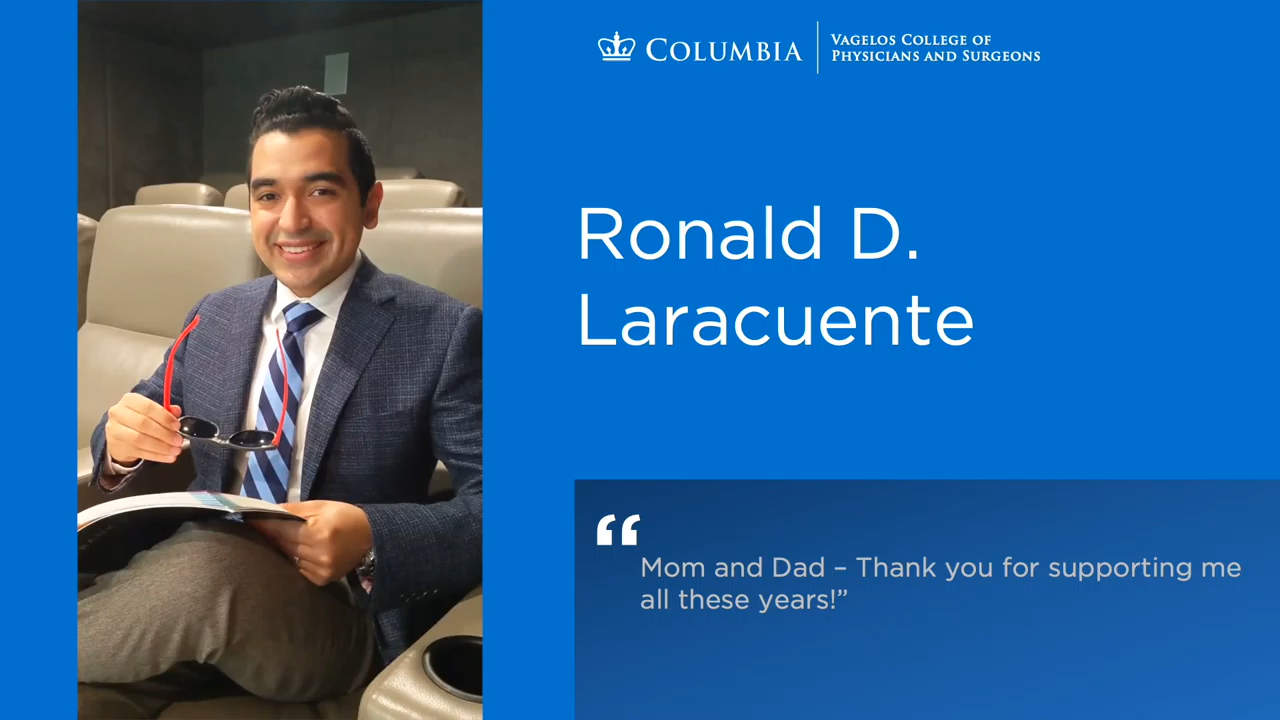 COLUMBIA
VAGELOS COLLEGE OF
PHYSICIANS AND SURGEONS
Ronald D.
Laracuente
“
Mom and Dad – Thank you for supporting me
all these years!”